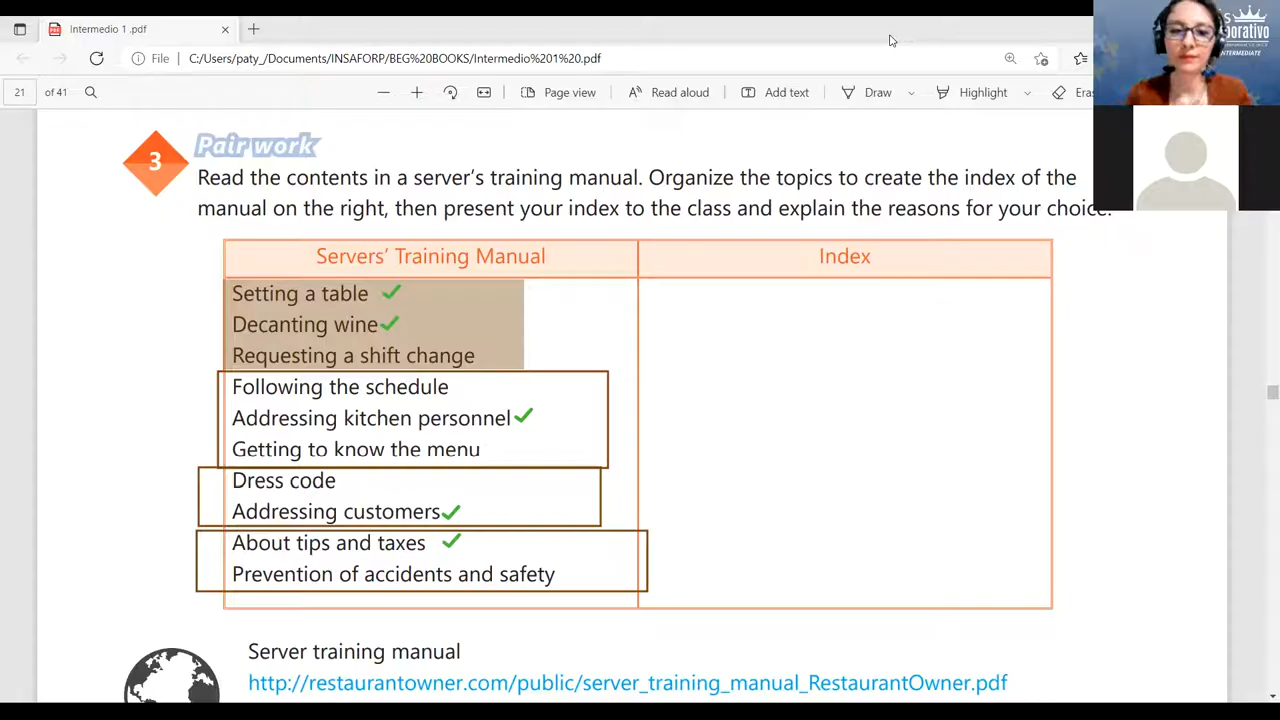 Intermedio 1 .pdf
File
C:/Users/paty_/Documents/INSAFORP/BEG%20BOOKS/Intermedio%201%20.pdf
21 of 41
Page view
Read aloud
Add text
Draw
Highlight
Eras
S
porativo
INTERMEDIATE
3
Pair work
Read the contents in a server's training manual. Organize the topics to create the index of the
manual on the right, then present your index to the class and explain the reasons for your choice.
Servers' Training Manual
Index
Setting a table
Decanting wine
Requesting a shift change
Following the schedule
Addressing kitchen personnel
Getting to know the menu
Dress code
Addressing customers
About tips and taxes
Prevention of accidents and safety
Server training manual
http://restaurantowner.com/public/server_training_manual_RestaurantOwner.pdf